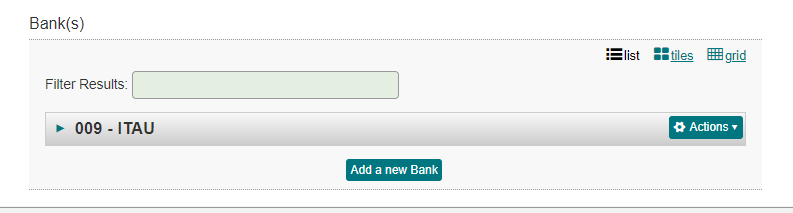 Bank(s)
list tiles grid
Filter Results:
009 - ITAU
Actions
Add a new Bank